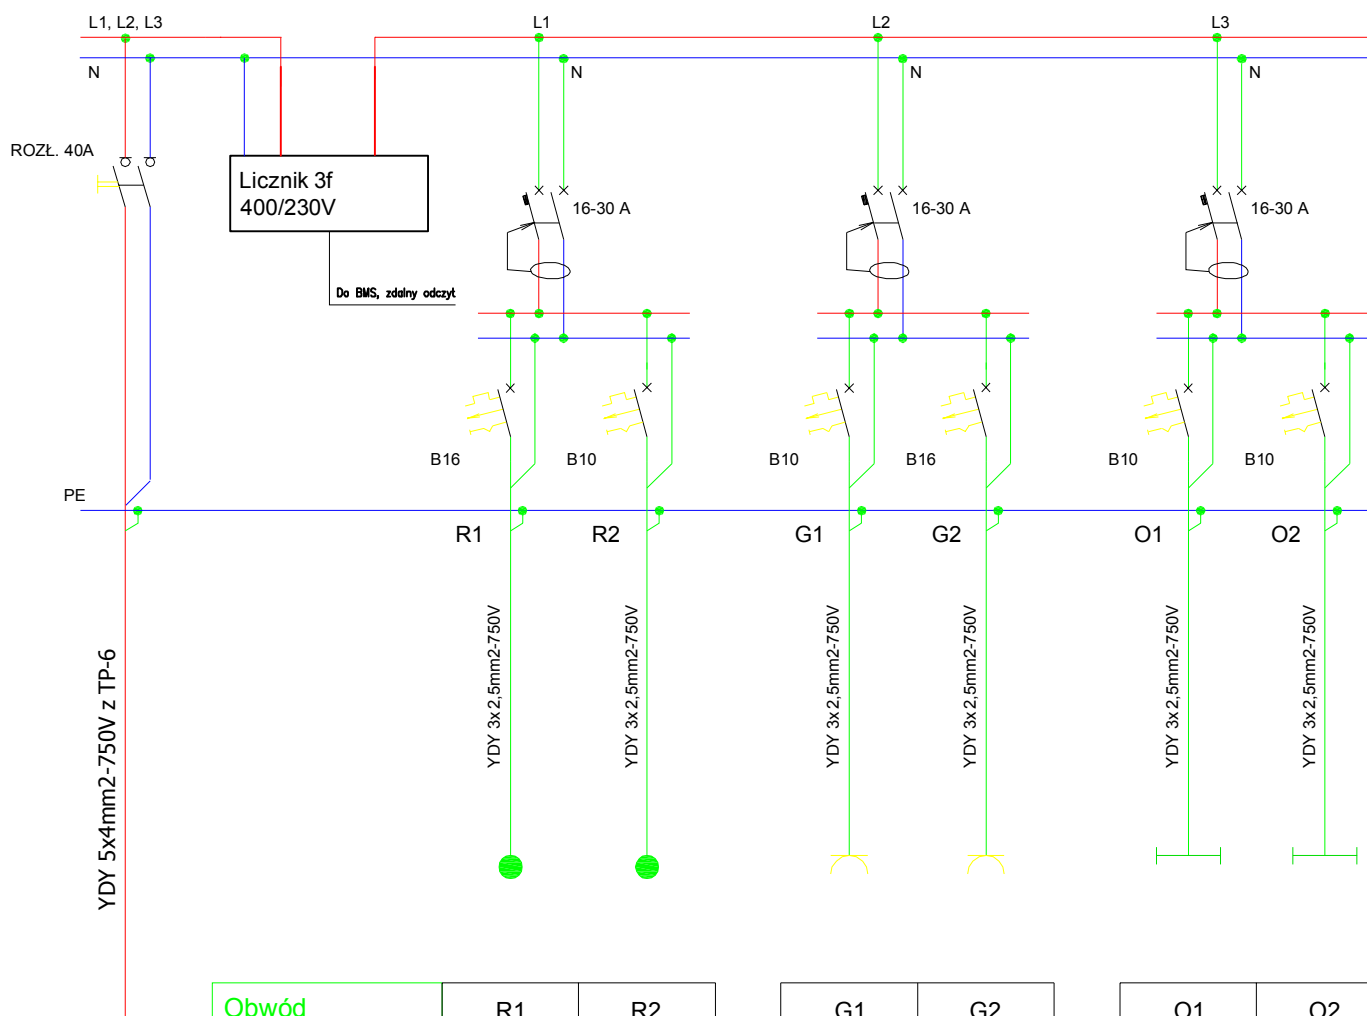 L1, L2, L3
L1
L2
L3
N
N
N
N
ROZŁ. 40A
Licznik 3f
400/230V
16-30 A
16-30 A
16-30 A
Do BMS, zdalny odczyt
B16
B10
B10
B16
B10
B10
PE
R1
R2
G1
G2
O1
O2
YDY 5x4mm2-750V z TP-6
YDY 3x2,5mm2-750V
YDY 3x2,5mm2-750V
YDY 3x2,5mm2-750V
YDY 3x2,5mm2-750V
YDY 3x2,5mm2-750V
YDY 3x2,5mm2-750V
Obwód
R1
R2
G1
G2
O1
O2